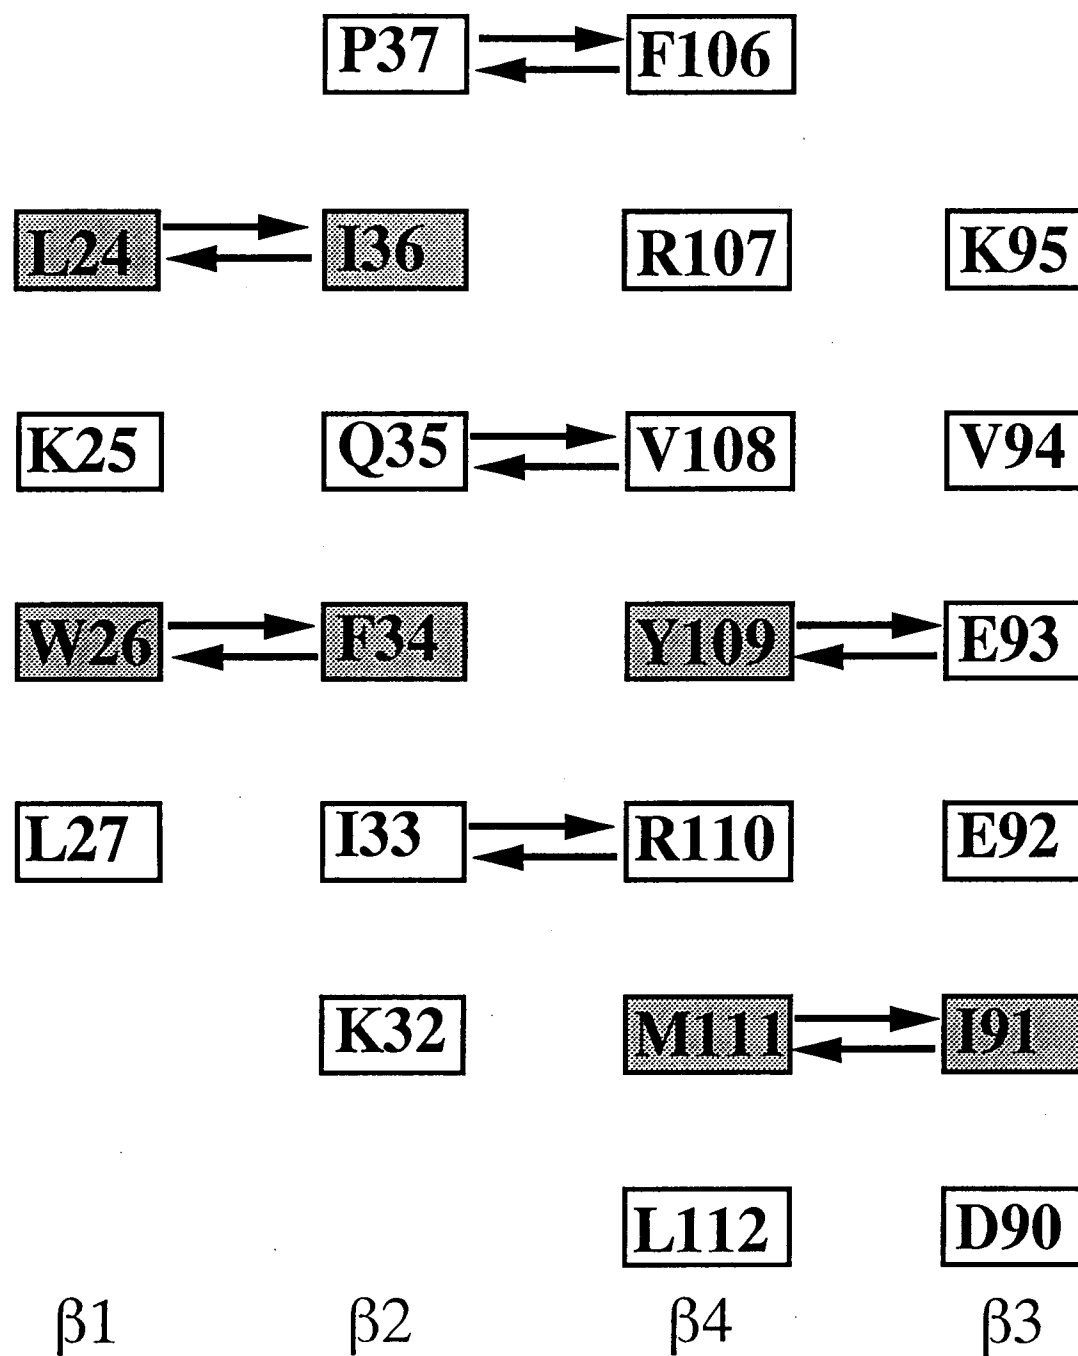 P37 F106
L24 I36 R107 K95
K25 Q35 V108 V94
W26 F34 Y109 E93
L27 I33 R110 E92
K32 M111 I91
L112 D90
β1 β2 β4 β3